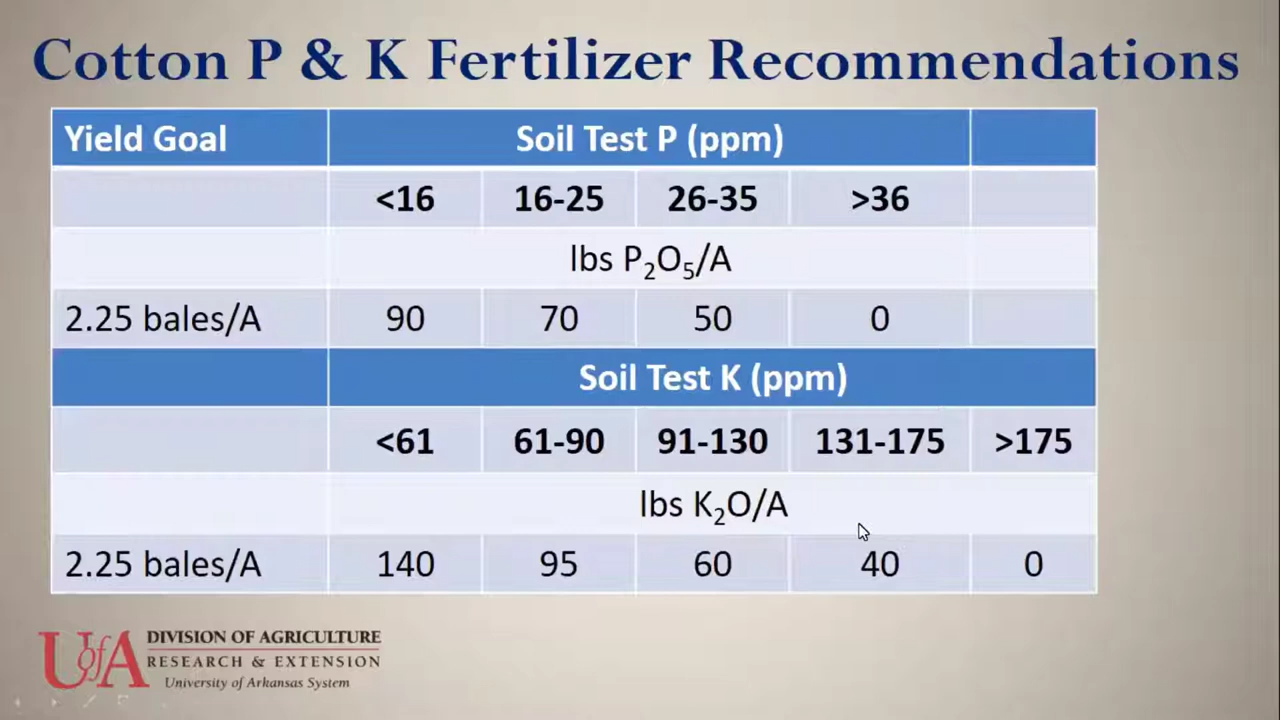 Cotton P & K Fertilizer Recommendations
Yield Goal Soil Test P (ppm)
<16 16-25 26-35 >36
lbs P₂O₅/A
2.25 bales/A 90 70 50 0
Soil Test K (ppm)
<61 61-90 91-130 131-175 >175
lbs K₂O/A
2.25 bales/A 140 95 60 40 0
UofA
DIVISION OF AGRICULTURE
RESEARCH & EXTENSION
University of Arkansas System